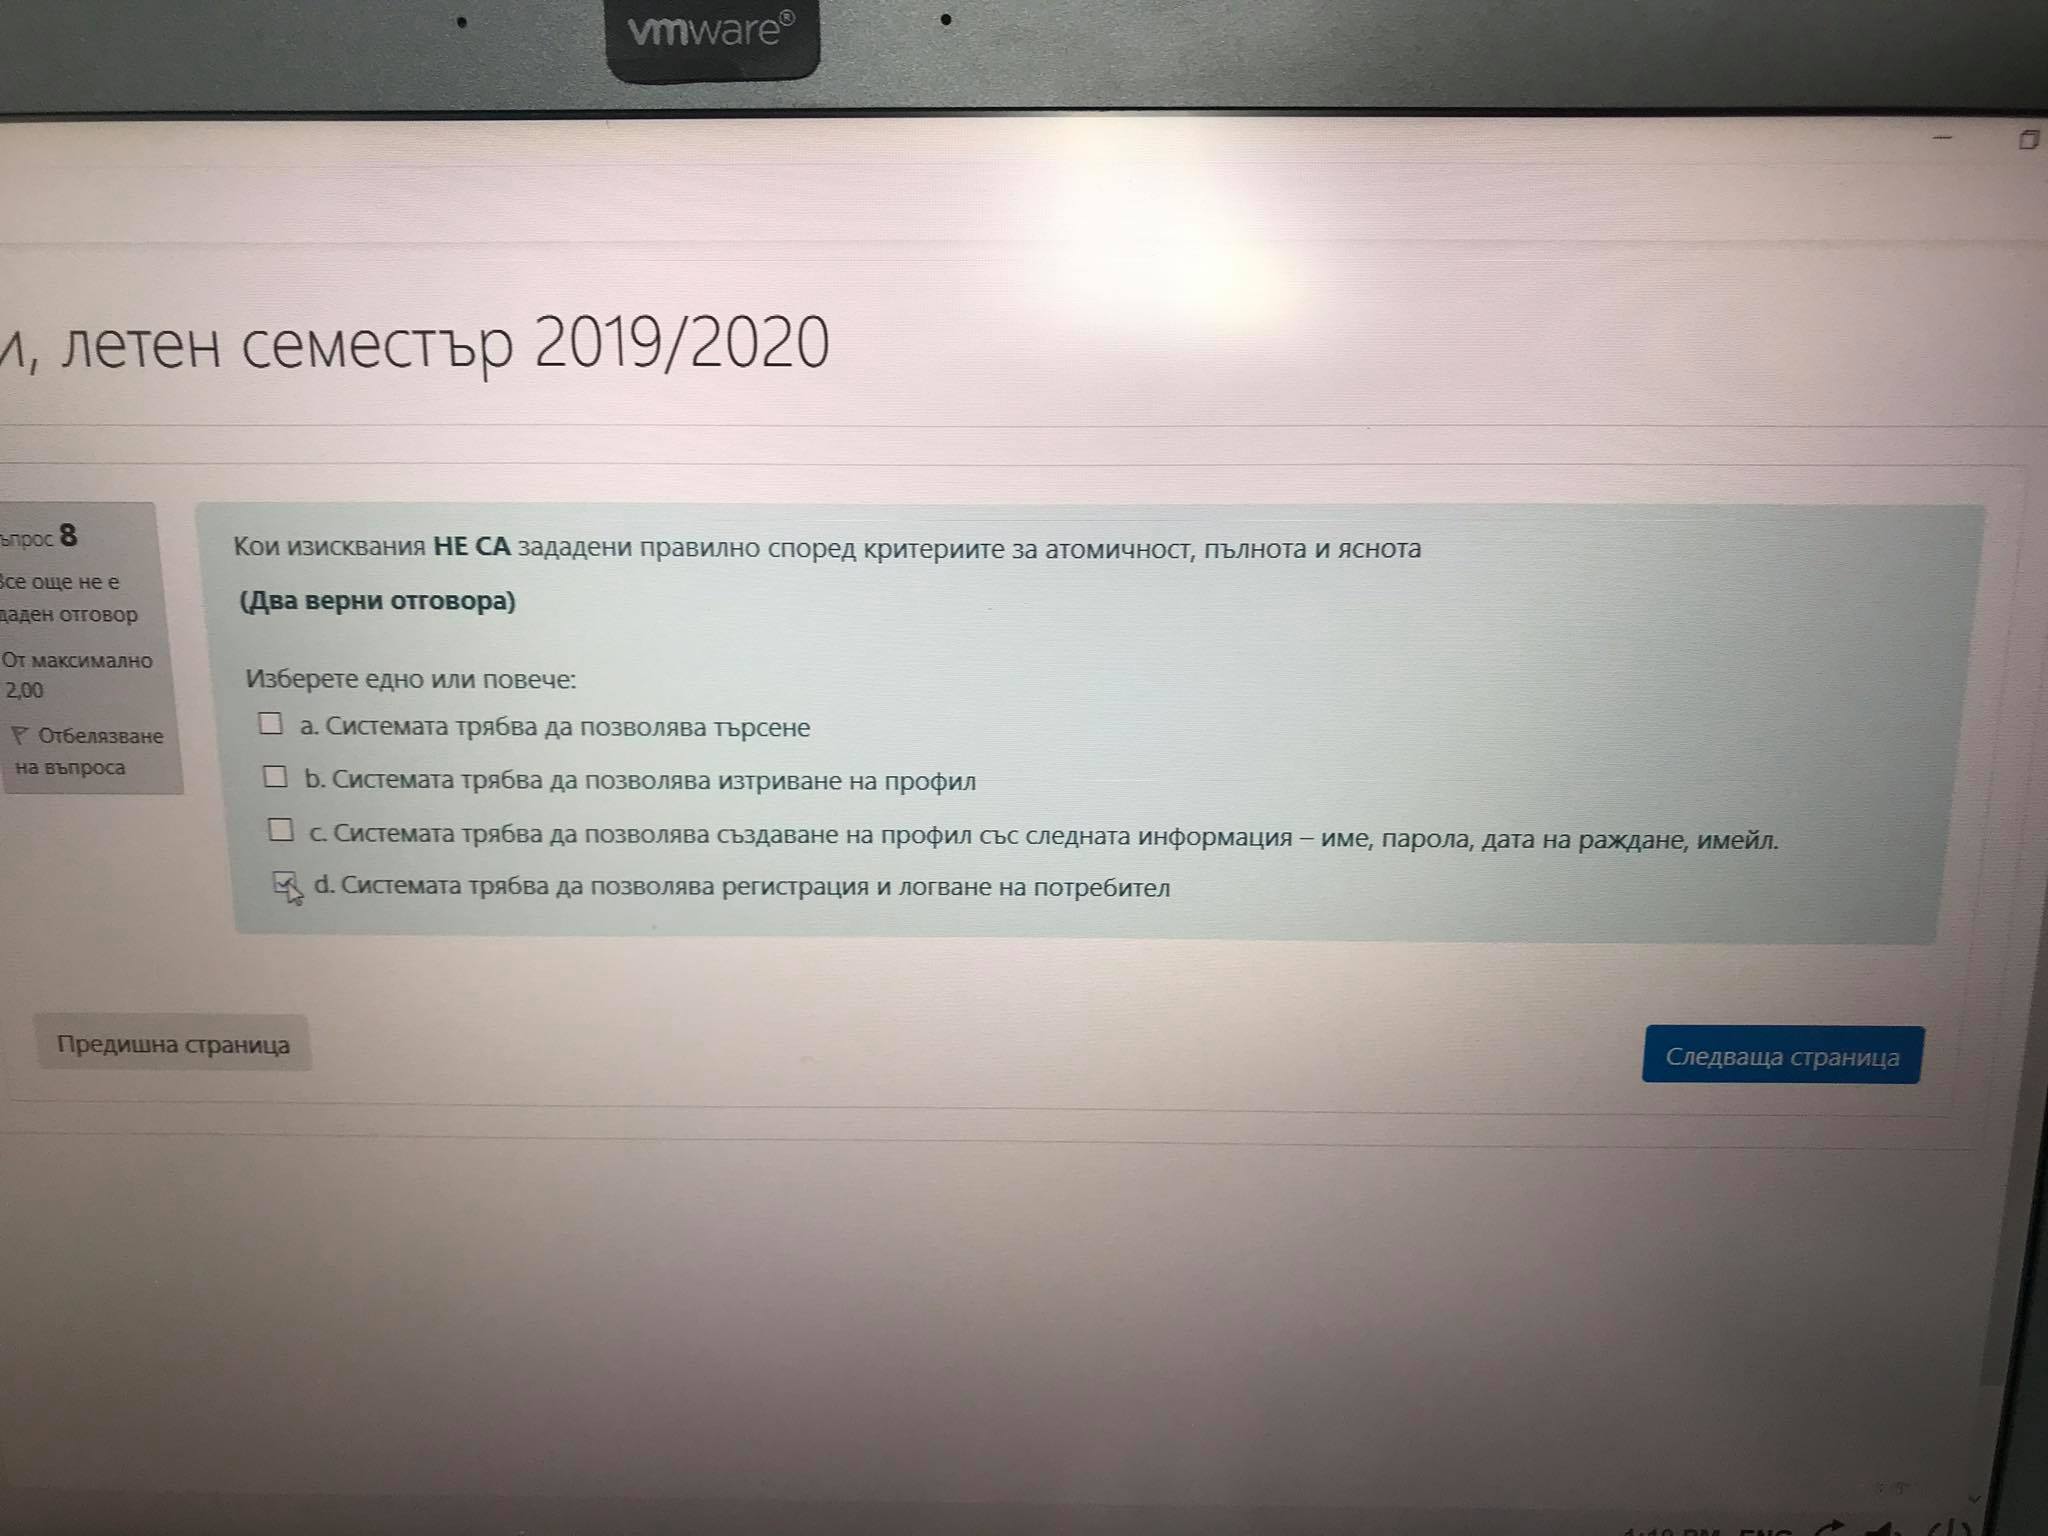 vmware®
и, летен семестър 2019/2020
ъпрос 8
Все още не е
даден отговор
От максимално
2,00
Отбелязване
на въпроса
Кои изисквания НЕ СА зададени правилно според критериите за атомичност, пълнота и яснота
(Два верни отговора)
Изберете едно или повече:
a. Системата трябва да позволява търсене
b. Системата трябва да позволява изтриване на профил
c. Системата трябва да позволява създаване на профил със следната информация – име, парола, дата на раждане, имейл.
d. Системата трябва да позволява регистрация и логване на потребител
Предишна страница
Следваща страница